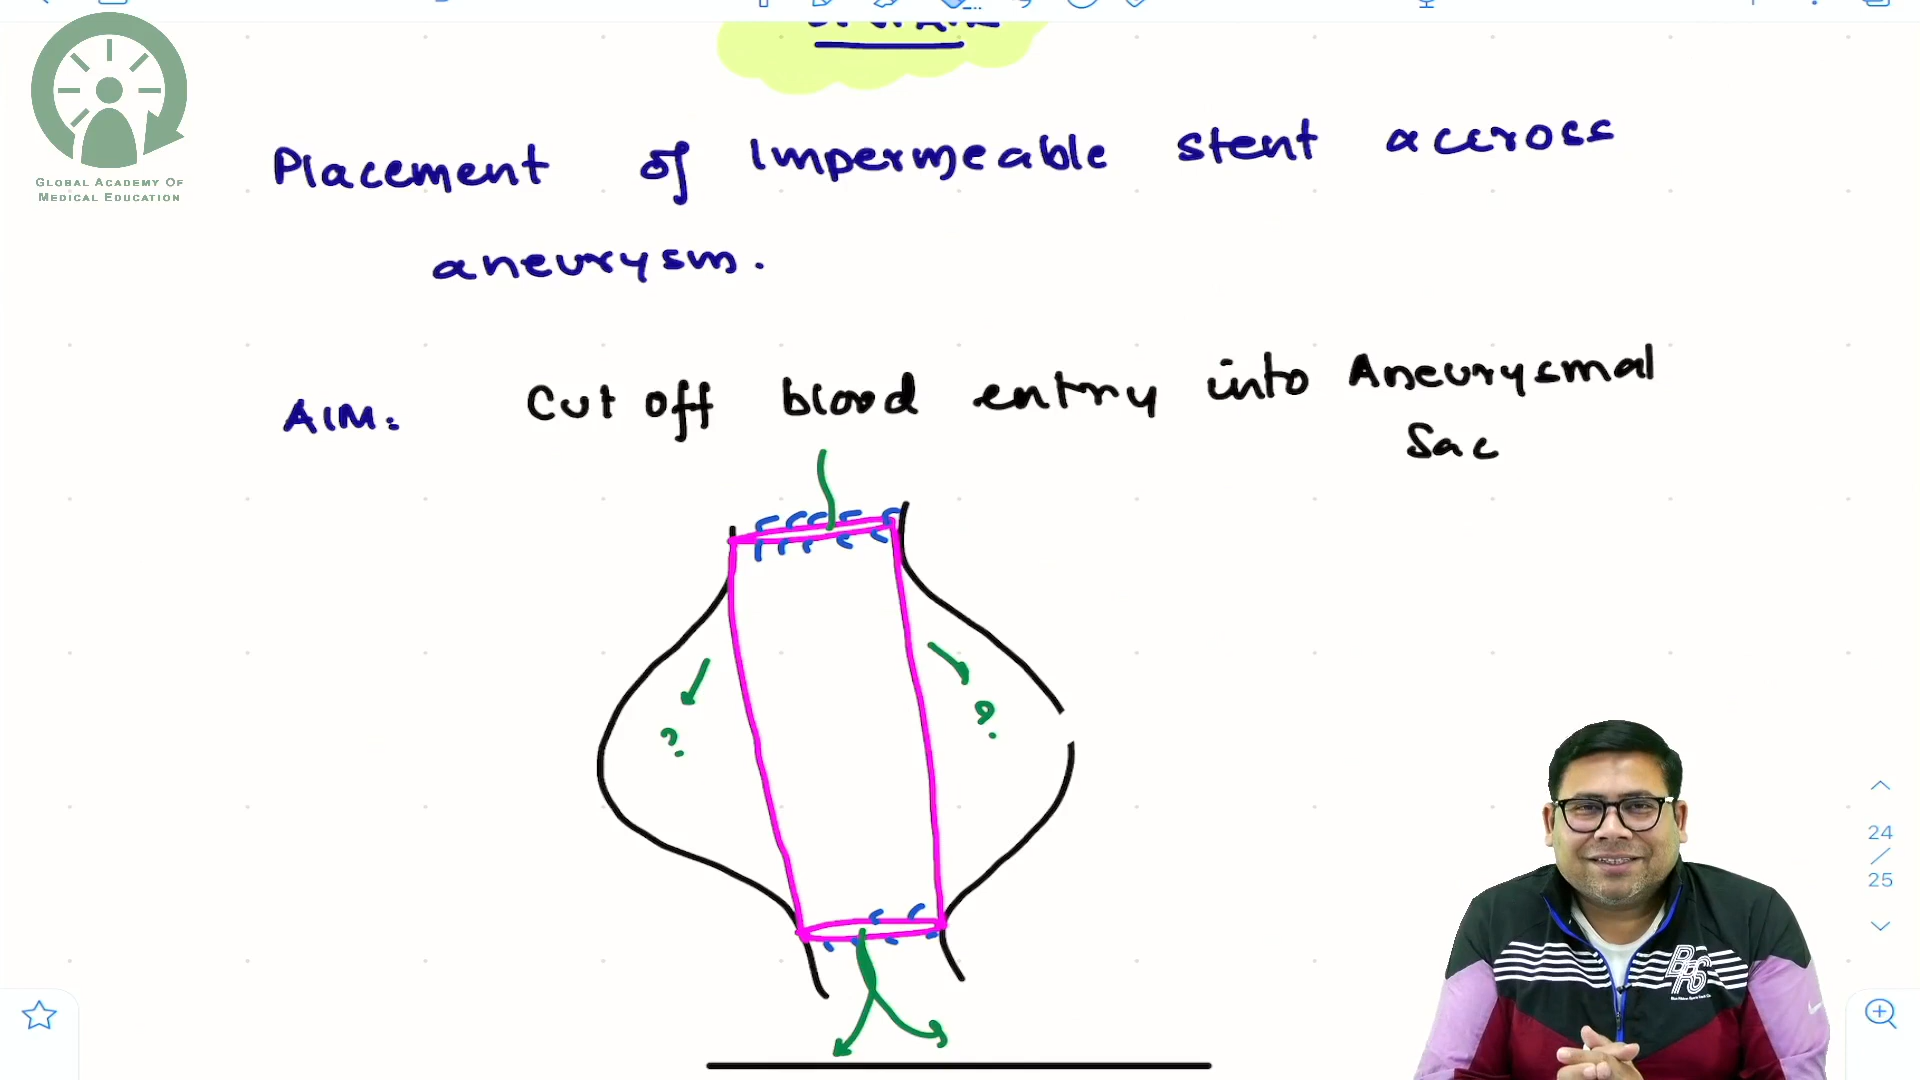 GLOBAL ACADEMY OF
MEDICAL EDUCATION
Placement of Impermeable stent accross
aneurysm.
AIM: Cut off blood entry into Aneurysmal
Sac
?
?
24
/
25